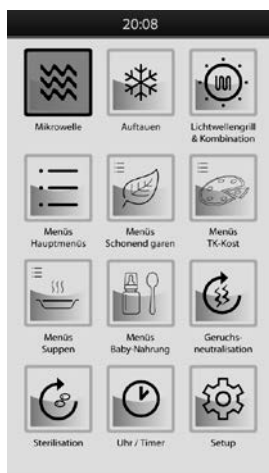 20:08
Mikrowelle
Auftauen
Lichtwellengrill
& Kombination
Menüs
Hauptmenüs
Menüs
Schonend garen
Menüs
TK-Kost
Menüs
Suppen
Menüs
Baby-Nahrung
Geruchs-
neutralisation
Sterilisation
Uhr / Timer
Setup